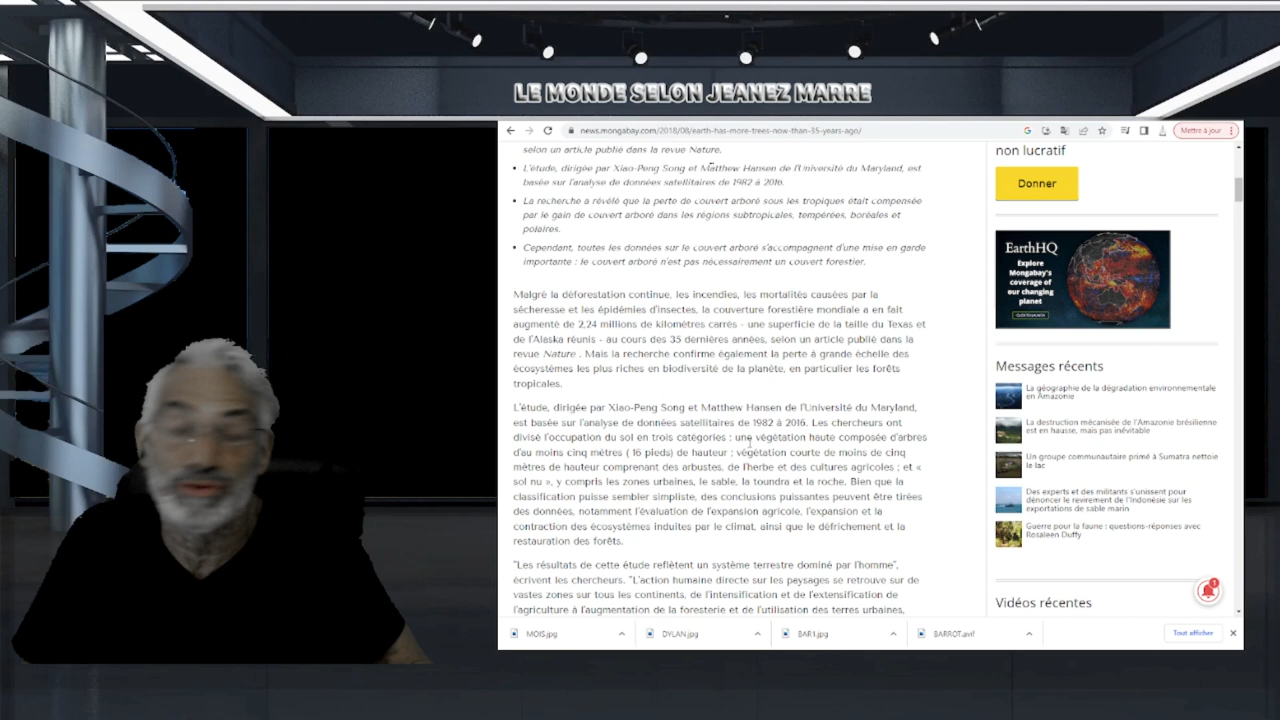 LE MONDE SELON JEANEZ MARRE
news.mongabay.com/2018/08/earth-has-more-trees-now-than-35-years-ago/
Mettre à jour
selon un article publié dans la revue Nature.
L'étude, dirigée par Xiao-Peng Song et Matthew Hansen de l'Université du Maryland, est
basée sur l'analyse de données satellitaires de 1982 à 2016.
La recherche a révélé que la perte de couvert arboré sous les tropiques était compensée
par le gain de couvert arboré dans les régions subtropicales, tempérées, boréales et
polaires.
Cependant, toutes les données sur le couvert arboré s'accompagnent d'une mise en garde
importante : le couvert arboré n'est pas nécessairement un couvert forestier.
Malgré la déforestation continue, les incendies, les mortalités causées par la
sécheresse et les épidémies d'insectes, la couverture forestière mondiale a en fait
augmenté de 2,24 millions de kilomètres carrés - une superficie de la taille du Texas et
de l'Alaska réunis - au cours des 35 dernières années, selon un article publié dans la
revue Nature . Mais la recherche confirme également la perte à grande échelle des
écosystèmes les plus riches en biodiversité de la planète, en particulier les forêts
tropicales.
L'étude, dirigée par Xiao-Peng Song et Matthew Hansen de l'Université du Maryland,
est basée sur l'analyse de données satellitaires de 1982 à 2016. Les chercheurs ont
divisé l'occupation du sol en trois catégories : une végétation haute composée d'arbres
d'au moins cinq mètres ( 16 pieds) de hauteur ; végétation courte de moins de cinq
mètres de hauteur comprenant des arbustes, de l'herbe et des cultures agricoles ; et «
sol nu », y compris les zones urbaines, le sable, la toundra et la roche. Bien que la
classification puisse sembler simpliste, des conclusions puissantes peuvent être tirées
des données, notamment l'évaluation de l'expansion agricole, l'expansion et la
contraction des écosystèmes induites par le climat, ainsi que le défrichement et la
restauration des forêts.
"Les résultats de cette étude reflètent un système terrestre dominé par l'homme",
écrivent les chercheurs. "L'action humaine directe sur les paysages se retrouve sur de
vastes zones sur tous les continents, de l'intensification et de l'extensification de
l'agriculture à l'augmentation de la foresterie et de l'utilisation des terres urbaines,
non lucratif
Donner
EarthHQ
Explore
Mongabay's
coverage of
our changing
planet
Messages récents
La géographie de la dégradation environnementale
en Amazonie
La destruction mécanisée de l'Amazonie brésilienne
est en hausse, mais pas inévitable
Un groupe communautaire primé à Sumatra nettoie
le lac
Des experts et des militants s'unissent pour
dénoncer le revirement de l'Indonésie sur les
exportations de sable marin
Guerre pour la faune : questions-réponses avec
Rosaleen Duffy
1
Vidéos récentes
MOIS.jpg
DYLAN.jpg
BAR1.jpg
BARROT.avif
Tout afficher